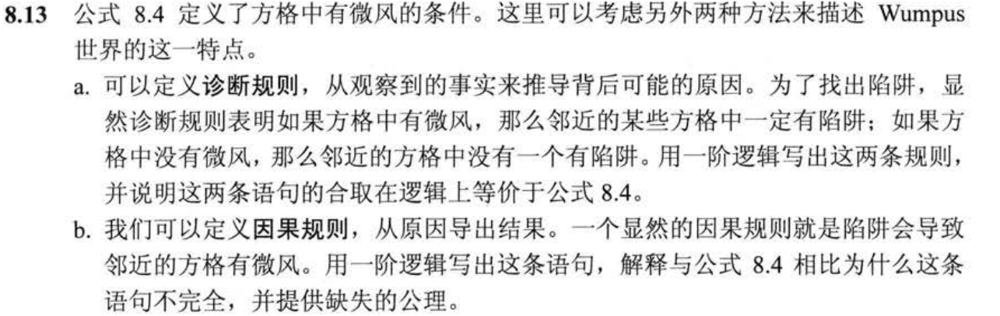 8.13 公式 8.4 定义了方格中有微风的条件。这里可以考虑另外两种方法来描述 Wumpus
世界的这一特点。
a. 可以定义诊断规则，从观察到的事实来推导背后可能的原因。为了找出陷阱，显
然诊断规则表明如果方格中有微风，那么邻近的某些方格中一定有陷阱；如果方
格中没有微风，那么邻近的方格中没有一个有陷阱。用一阶逻辑写出这两条规则，
并说明这两条语句的合取在逻辑上等价于公式 8.4。
b. 我们可以定义因果规则，从原因导出结果。一个显然的因果规则就是陷阱会导致
邻近的方格有微风。用一阶逻辑写出这条语句，解释与公式 8.4 相比为什么这条
语句不完全，并提供缺失的公理。